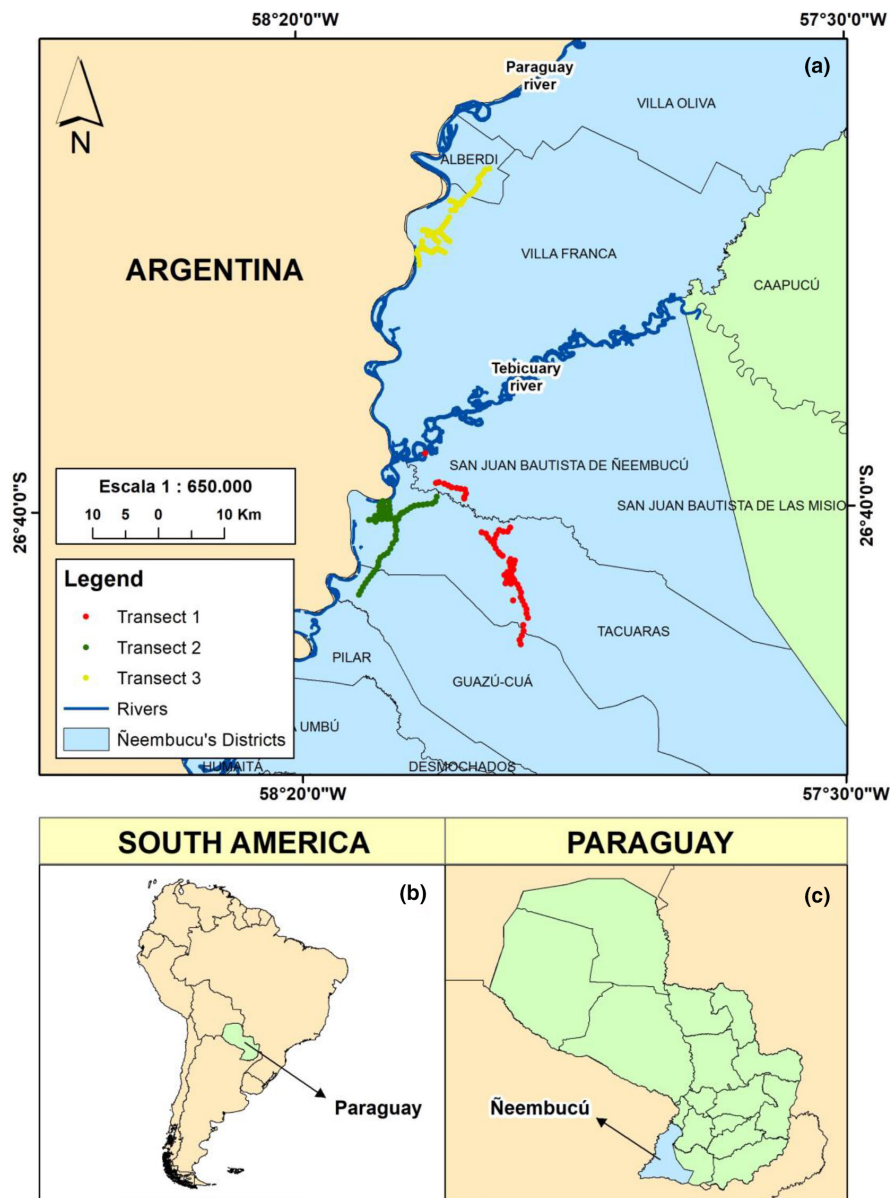 58°20'0"W
57°30'0"W
(a)
Paraguay
river
VILLA OLIVA
N
ALBERDI
ARGENTINA
VILLA FRANCA
CAAPUCÚ
Tebicuary
river
SAN JUAN BAUTISTA DE ÑEEMBUCÚ
26°40'0"S
Escala 1 : 650.000
10 5 0 10 Km
SAN JUAN BAUTISTA DE LAS MISIO
26°40'0"S
Legend
Transect 1
Transect 2
Transect 3
Rivers
Ñeembucu's Districts
TACUARAS
PILAR
GUAZÚ-CUÁ
A UMBÚ
HUMAITÁ
DESMOCHADOS
58°20'0"W
57°30'0"W
SOUTH AMERICA
PARAGUAY
(b)
(c)
Paraguay
Ñeembucú